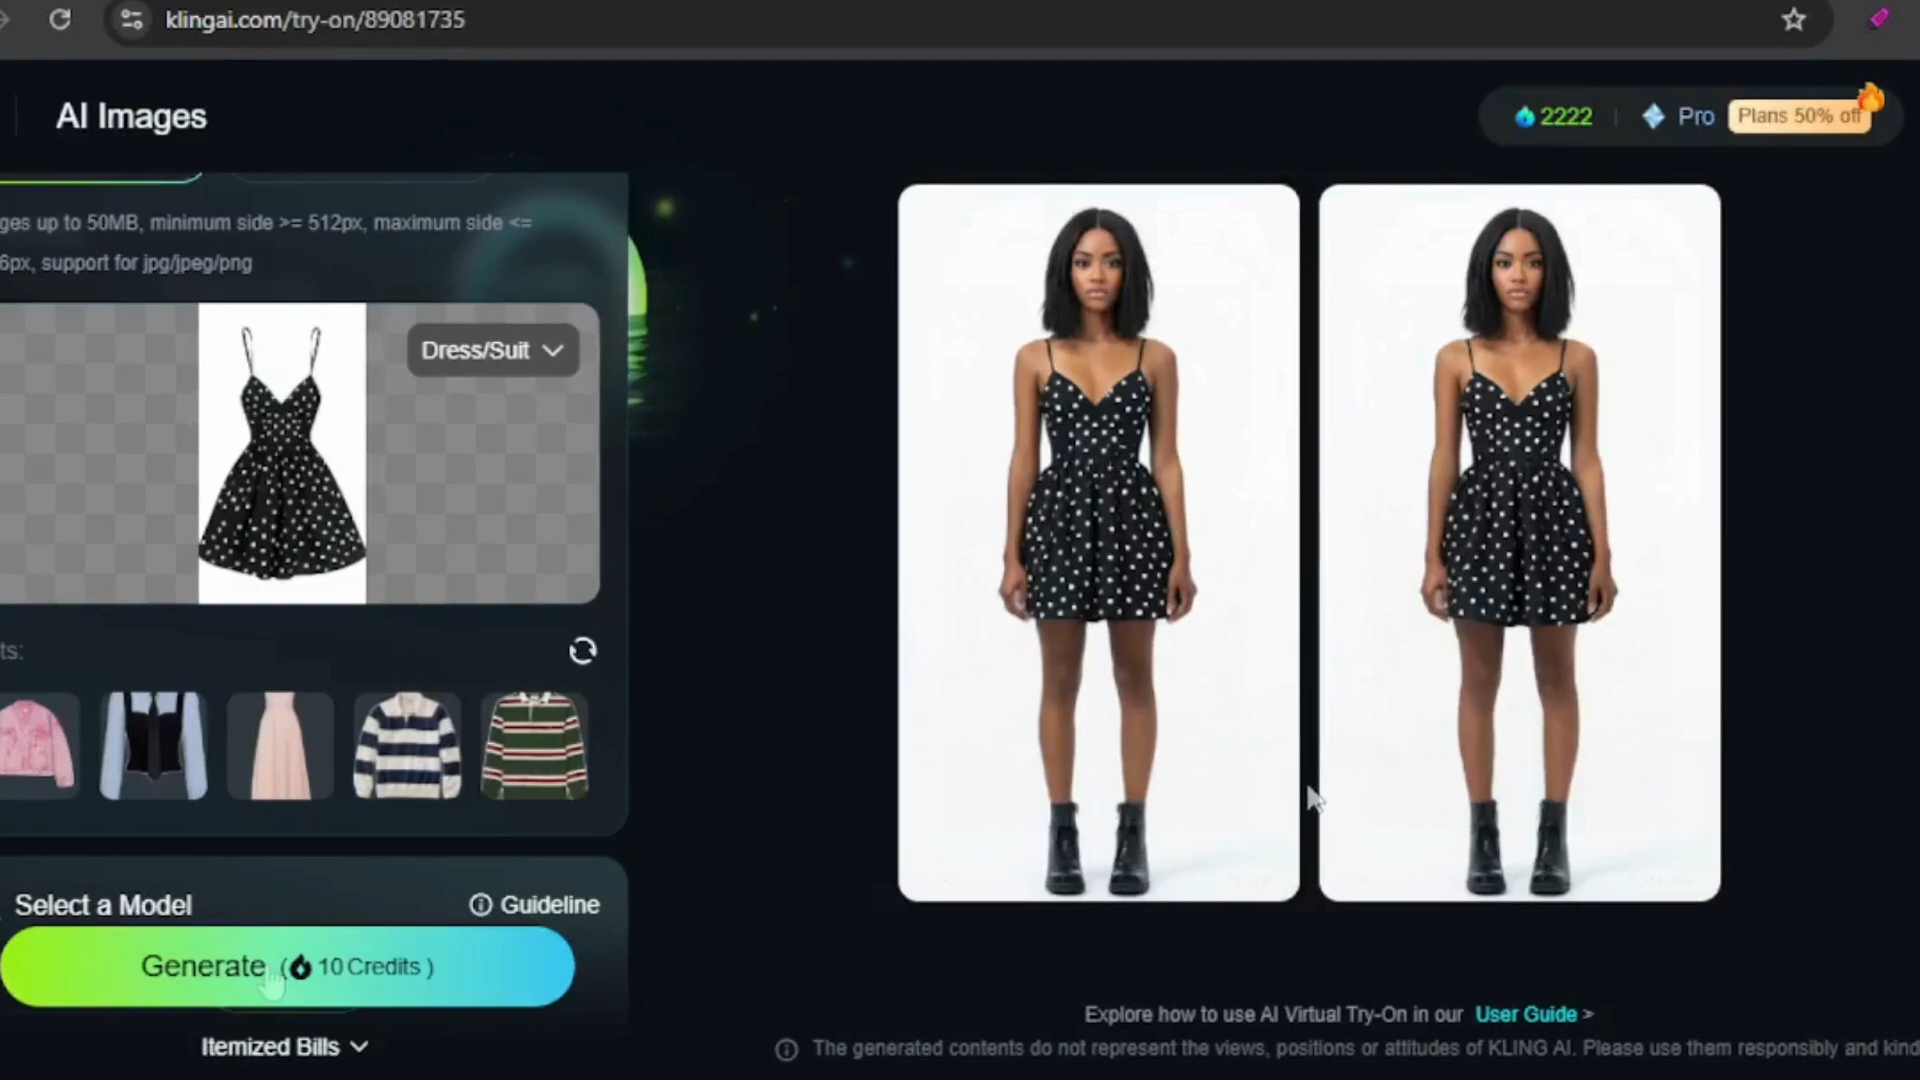 klingai.com/try-on/89081735
AI Images
2222
Pro
Plans 50% off
ges up to 50MB, minimum side >= 512px, maximum side <=
6px, support for jpg/jpeg/png
Dress/Suit
ts:
Select a Model
Guideline
Generate ( 10 Credits )
Itemized Bills
Explore how to use AI Virtual Try-On in our User Guide >
The generated contents do not represent the views, positions or attitudes of KLING AI. Please use them responsibly and kind